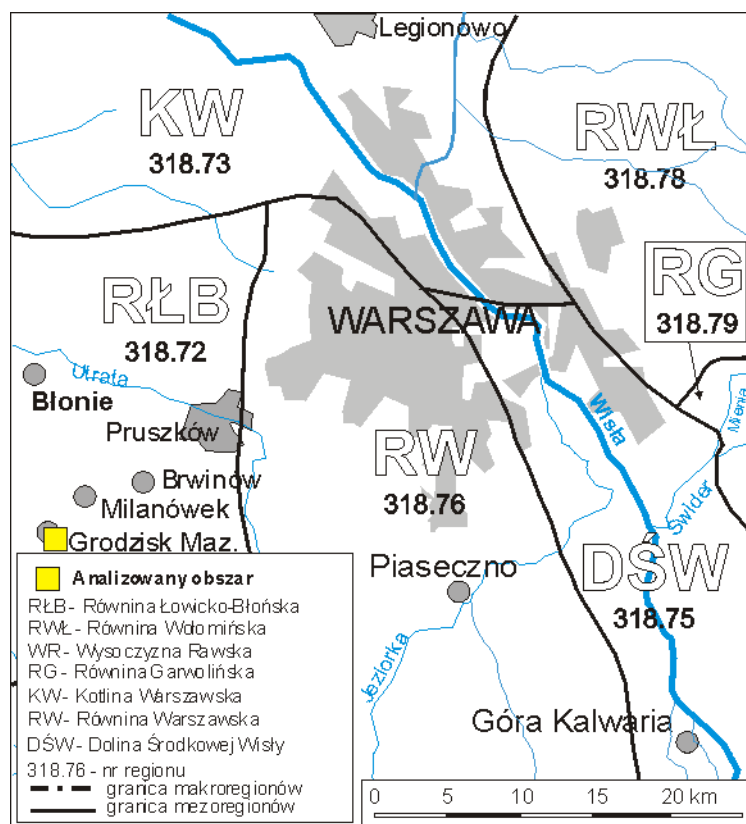 Legionowo
KW
318.73
RWŁ
318.78
RG
318.79
RŁB
318.72
WARSZAWA
Utrata
Błonie
Pruszków
Wisła
Mienia
RW
318.76
Brwinów
Milanówek
Świder
Grodzisk Maz.
DŚW
318.75
Piaseczno
Jeziorka
Góra Kalwaria
Analizowany obszar
RŁB- Równina Łowicko-Błońska
RWŁ- Równina Wołomińska
WR- Wysoczyzna Rawska
RG- Równina Garwolińska
KW- Kotlina Warszawska
RW- Równina Warszawska
DŚW- Dolina Środkowej Wisły
318.76 - nr regionu
granica makroregionów
granica mezoregionów
0 5 10 15 20 km